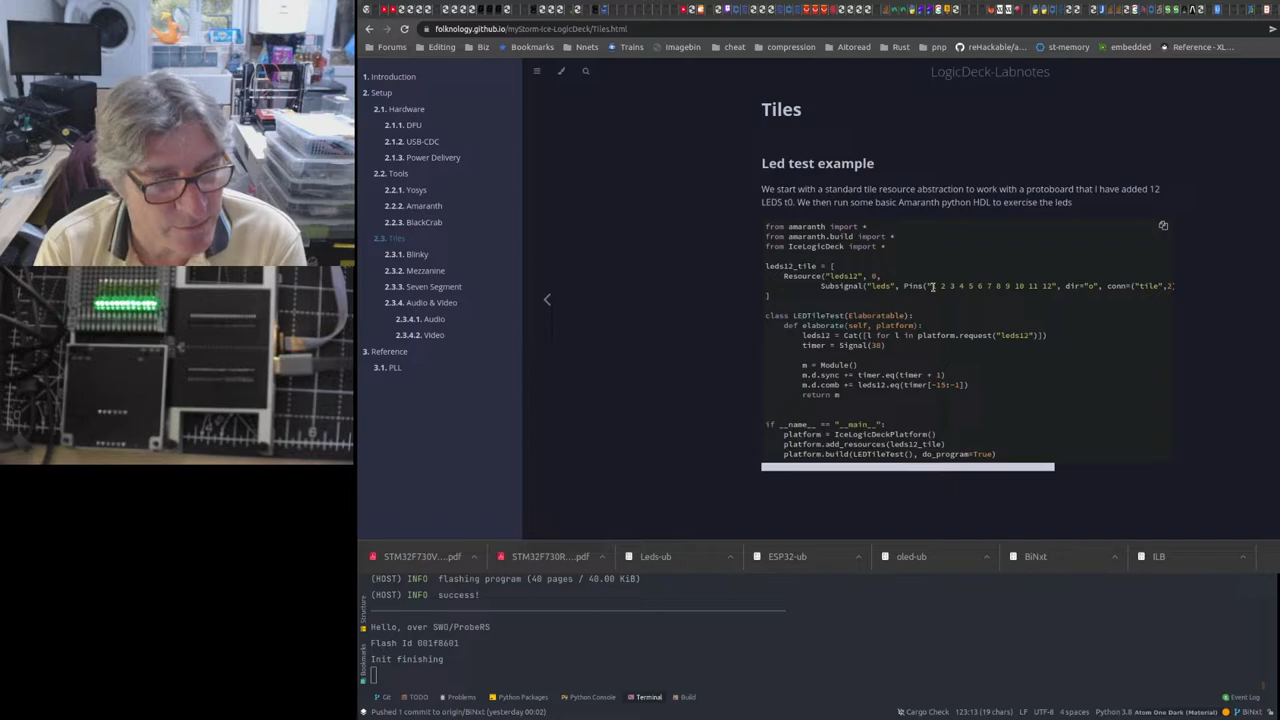 folknology.github.io/myStorm-Ice-LogicDeck/Tiles.html
Forums
Editing
Biz
Bookmarks
Nnets
Trains
Imagebin
cheat
compression
Aitoread
Rust
pnp
reHackable/a...
st-memory
embedded
Reference - XL...
LogicDeck-Labnotes
1. Introduction
2. Setup
2.1. Hardware
2.1.1. DFU
2.1.2. USB-CDC
2.1.3. Power Delivery
2.2. Tools
2.2.1. Yosys
2.2.2. Amaranth
2.2.3. BlackCrab
2.3. Tiles
2.3.1. Blinky
2.3.2. Mezzanine
2.3.3. Seven Segment
2.3.4. Audio & Video
2.3.4.1. Audio
2.3.4.2. Video
3. Reference
3.1. PLL
Tiles
Led test example
We start with a standard tile resource abstraction to work with a protoboard that I have added 12
LEDS t0. We then run some basic Amaranth python HDL to exercise the leds
from amaranth import *
from amaranth.build import *
from IceLogicDeck import *
leds12_tile = [
Resource("leds12", 0,
Subsignal("leds", Pins(" 2 3 4 5 6 7 8 9 10 11 12", dir="o", conn=("tile",2)
]
class LEDTileTest(Elaboratable):
def elaborate(self, platform):
leds12 = Cat([l for l in platform.request("leds12")])
timer = Signal(38)
m = Module()
m.d.sync += timer.eq(timer + 1)
m.d.comb += leds12.eq(timer[-15:-1])
return m
if __name__ == "__main__":
platform = IceLogicDeckPlatform()
platform.add_resources(leds12_tile)
platform.build(LEDTileTest(), do_program=True)
STM32F730V....pdf
STM32F730R....pdf
Leds-ub
ESP32-ub
oled-ub
BiNxt
ILB
(HOST) INFO flashing program (40 pages / 40.00 KiB)
(HOST) INFO success!
Hello, over SWO/ProbeRS
Flash Id 001f8601
Init finishing
Structure
Bookmarks
Git
TODO
Problems
Python Packages
Python Console
Terminal
Build
Event Log
Pushed 1 commit to origin/BiNxt (yesterday 00:02)
Cargo Check
123:13 (19 chars)
LF
UTF-8
4 spaces
Python 3.8
Atom One Dark (Material)
BiNxt